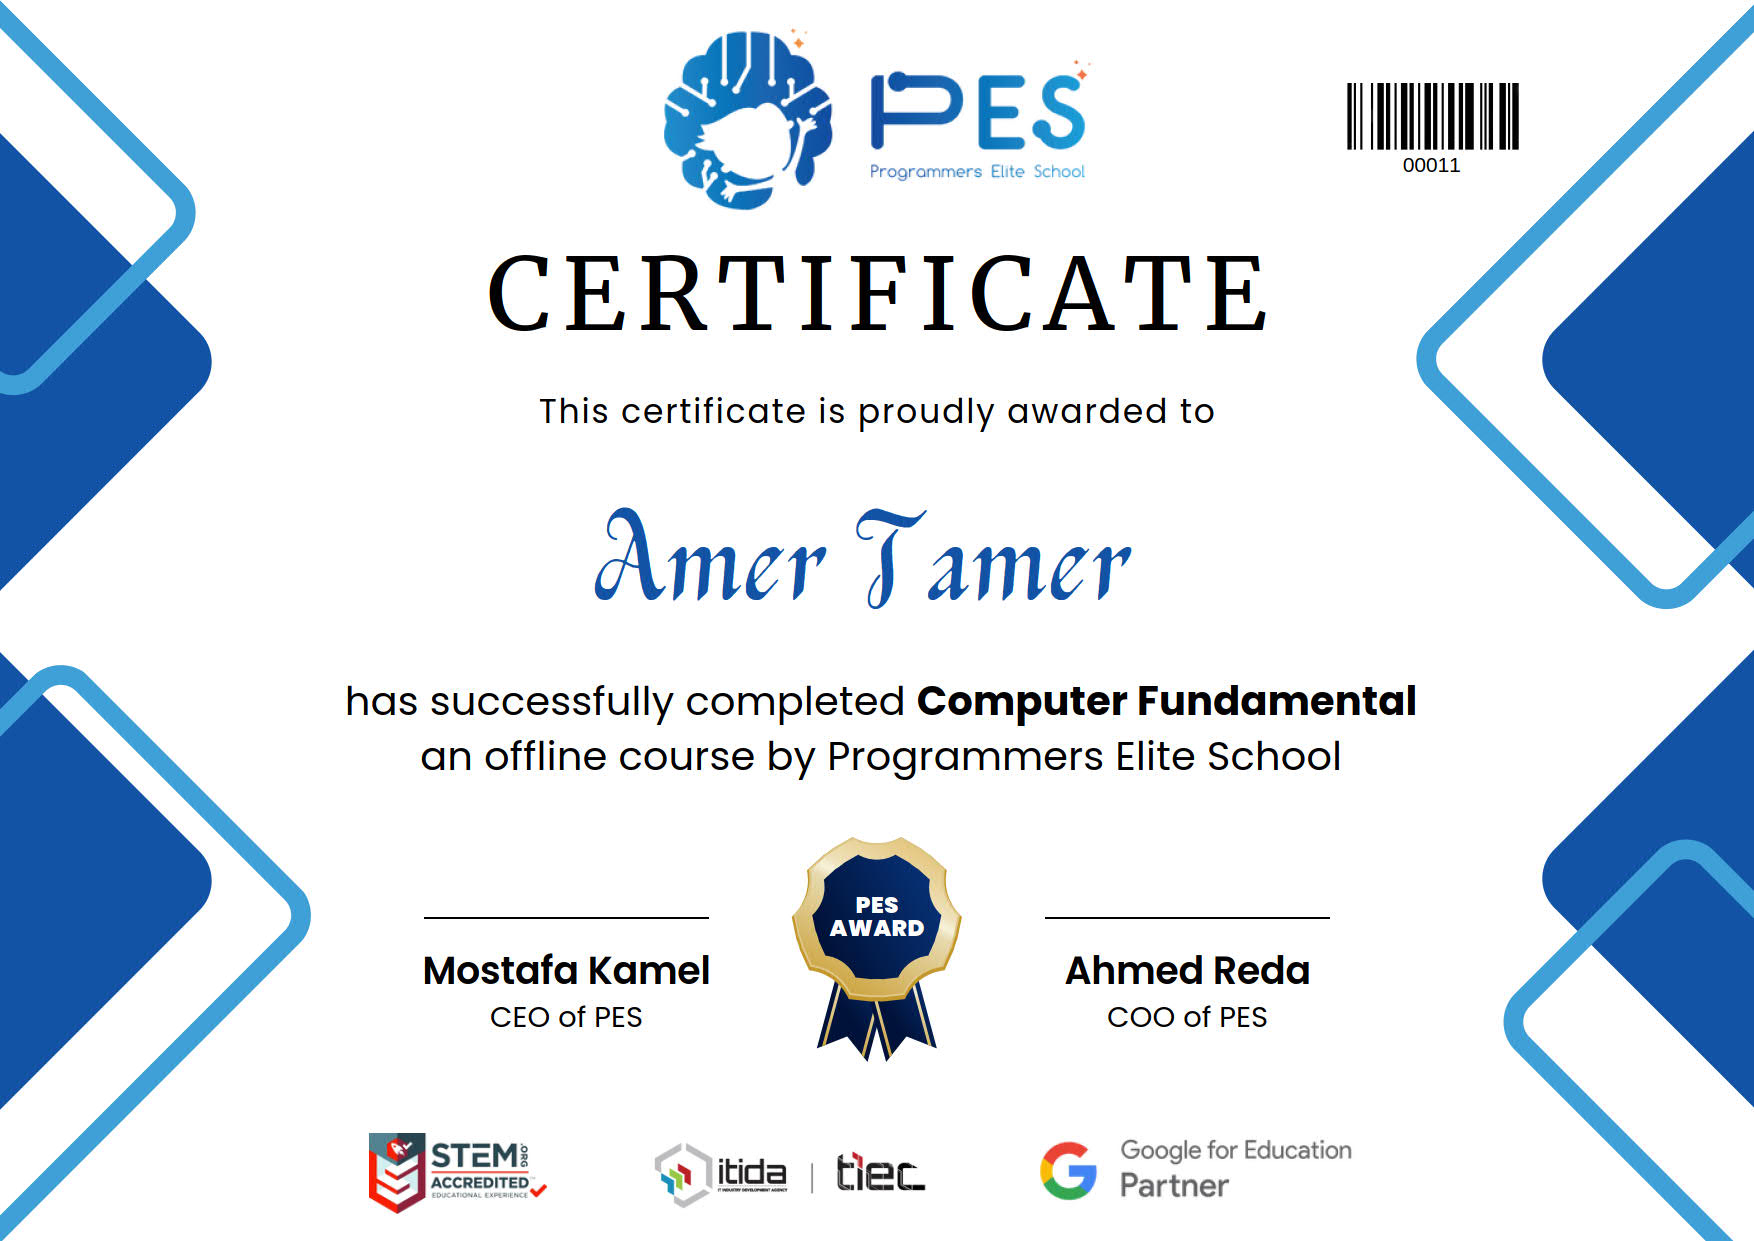 PES
Programmers Elite School
00011
CERTIFICATE
This certificate is proudly awarded to
Amer Tamer
has successfully completed Computer Fundamental
an offline course by Programmers Elite School
PES
AWARD
Mostafa Kamel
CEO of PES
Ahmed Reda
COO of PES
STEM.ORG
ACCREDITED
EDUCATIONAL EXPERIENCE
itida
IT INDUSTRY DEVELOPMENT AGENCY
tiec
Google for Education
Partner